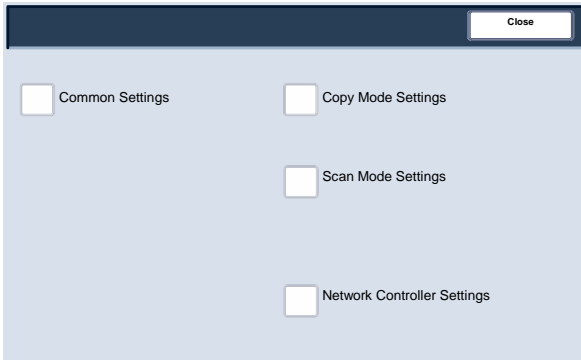 Close
Common Settings
Copy Mode Settings
Scan Mode Settings
Network Controller Settings